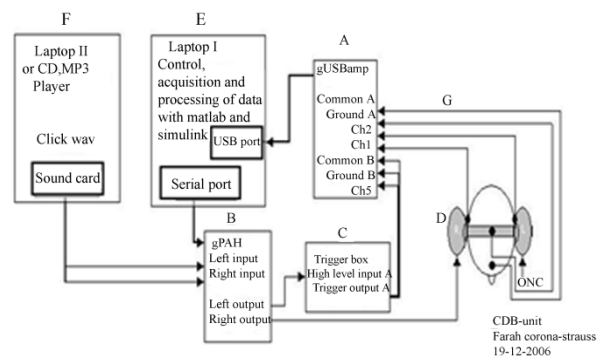 F
Laptop II
or CD,MP3
Player
Click wav
Sound card
E
Laptop I
Control,
acquisition and
processing of data
with matlab and
simulink
USB port
Serial port
A
gUSBamp
Common A
Ground A
Ch2
Ch1
Common B
Ground B
Ch5
G
B
gPAH
Left input
Right input
Left output
Right output
C
Trigger box
High level input A
Trigger output A
D
ONC
CDB-unit
Farah corona-strauss
19-12-2006